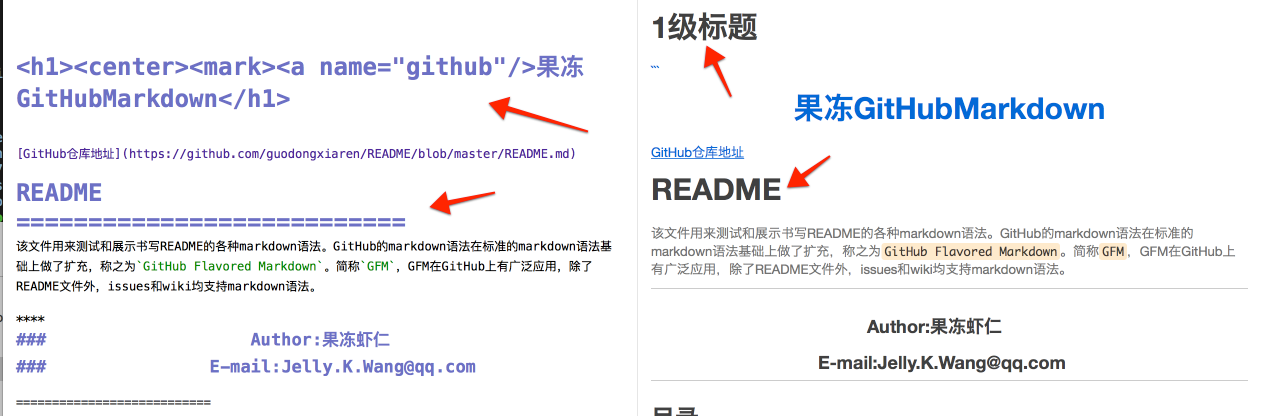 <h1><center><mark><a name="github"/>果冻
GitHubMarkdown</h1>
[GitHub仓库地址](https://github.com/guodongxiaren/README/blob/master/README.md)
README
===========================
该文件用来测试和展示书写README的各种markdown语法。GitHub的markdown语法在标准的markdown语法基
础上做了扩充，称之为`GitHub Flavored Markdown`。简称`GFM`，GFM在GitHub上有广泛应用，除了
README文件外，issues和wiki均支持markdown语法。
****
### Author:果冻虾仁
### E-mail:Jelly.K.Wang@qq.com
===========================
1级标题
```
果冻GitHubMarkdown
GitHub仓库地址
README
该文件用来测试和展示书写README的各种markdown语法。GitHub的markdown语法在标准的
markdown语法基础上做了扩充，称之为GitHub Flavored Markdown。简称GFM，GFM在GitHub上
有广泛应用，除了README文件外，issues和wiki均支持markdown语法。
Author:果冻虾仁
E-mail:Jelly.K.Wang@qq.com